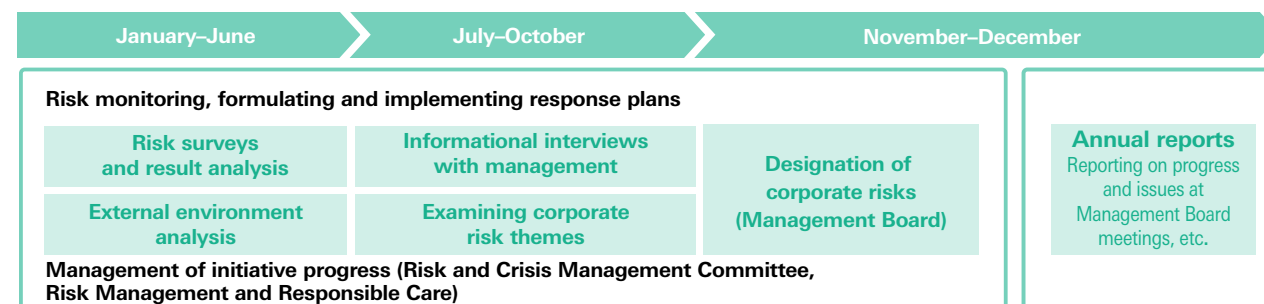 January–June
July–October
November–December
Risk monitoring, formulating and implementing response plans
Risk surveys
and result analysis
Informational interviews
with management
External environment
analysis
Examining corporate
risk themes
Designation of
corporate risks
(Management Board)
Management of initiative progress (Risk and Crisis Management Committee,
Risk Management and Responsible Care)
Annual reports
Reporting on progress
and issues at
Management Board
meetings, etc.